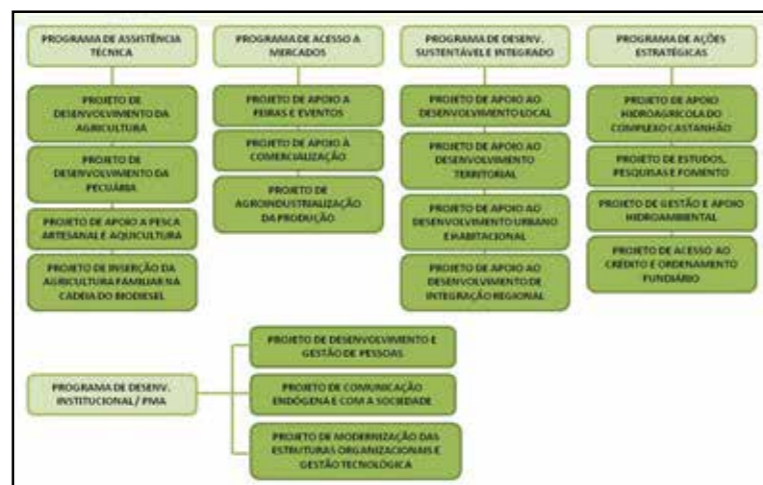 PROGRAMA DE ASSISTÊNCIA
TÉCNICA
PROJETO DE
DESENVOLVIMENTO DA
AGRICULTURA
PROJETO DE
DESENVOLVIMENTO DA
PECUÁRIA
PROJETO DE APOIO A PESCA
ARTESANAL E AQUICULTURA
PROJETO DE INSERÇÃO DA
AGRICULTURA FAMILIAR NA
CADEIA DO BIODIESEL
PROGRAMA DE ACESSO A
MERCADOS
PROJETO DE APOIO A
FEIRAS E EVENTOS
PROJETO DE APOIO À
COMERCIALIZAÇÃO
PROJETO DE
AGROINDUSTRIALIZAÇÃO
DA PRODUÇÃO
PROGRAMA DE DESENV.
SUSTENTÁVEL E INTEGRADO
PROJETO DE APOIO AO
DESENVOLVIMENTO LOCAL
PROJETO DE APOIO AO
DESENVOLVIMENTO
TERRITORIAL
PROJETO DE APOIO AO
DESENVOLVIMENTO URBANO
E HABITACIONAL
PROJETO DE APOIO AO
DESENVOLVIMENTO DE
INTEGRAÇÃO REGIONAL
PROGRAMA DE AÇÕES
ESTRATÉGICAS
PROJETO DE APOIO
HIDROAGRICOLA DO
COMPLEXO CASTANHÃO
PROJETO DE ESTUDOS,
PESQUISAS E FOMENTO
PROJETO DE GESTÃO E APOIO
HIDROAMBIENTAL
PROJETO DE ACESSO AO
CRÉDITO E ORDENAMENTO
FUNDIÁRIO
PROGRAMA DE DESENV.
INSTITUCIONAL / PMA
PROJETO DE DESENVOLVIMENTO E
GESTÃO DE PESSOAS
PROJETO DE COMUNICAÇÃO
ENDÓGENA E COM A SOCIEDADE
PROJETO DE MODERNIZAÇÃO DAS
ESTRUTURAS ORGANIZACIONAIS E
GESTÃO TECNOLÓGICA